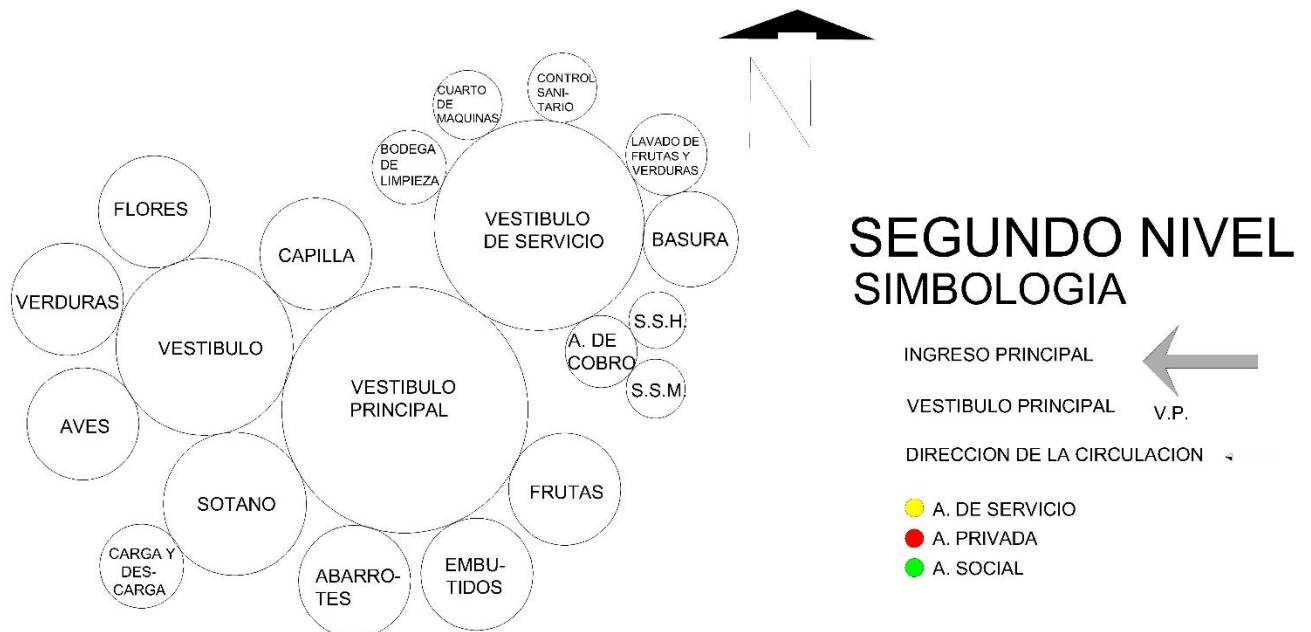 N
CUARTO
DE
MAQUINAS
CONTROL
SANI-
TARIO
BODEGA
DE
LIMPIEZA
LAVADO DE
FRUTAS Y
VERDURAS
FLORES
CAPILLA
VESTIBULO
DE SERVICIO
BASURA
VERDURAS
VESTIBULO
S.S.H.
A. DE
COBRO
S.S.M.
VESTIBULO
PRINCIPAL
AVES
SOTANO
FRUTAS
CARGA Y
DES-
CARGA
ABARRO-
TES
EMBU-
TIDOS
SEGUNDO NIVEL
SIMBOLOGIA
INGRESO PRINCIPAL
VESTIBULO PRINCIPAL V.P.
DIRECCION DE LA CIRCULACION
A. DE SERVICIO
A. PRIVADA
A. SOCIAL